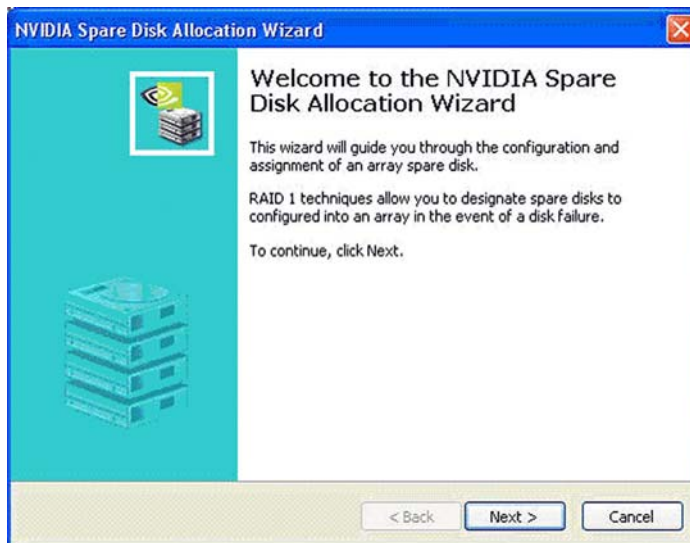 NVIDIA Spare Disk Allocation Wizard
Welcome to the NVIDIA Spare
Disk Allocation Wizard
This wizard will guide you through the configuration and
assignment of an array spare disk.
RAID 1 techniques allow you to designate spare disks to
configured into an array in the event of a disk failure.
To continue, click Next.
< Back
Next >
Cancel